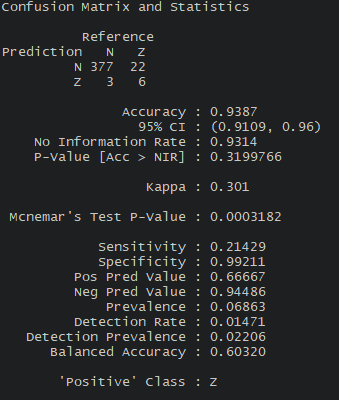 Confusion Matrix and Statistics
Reference
Prediction N Z
N 377 22
Z 3 6
Accuracy : 0.9387
95% CI : (0.9109, 0.96)
No Information Rate : 0.9314
P-Value [Acc > NIR] : 0.3199766
Kappa : 0.301
Mcnemar's Test P-Value : 0.0003182
Sensitivity : 0.21429
Specificity : 0.99211
Pos Pred Value : 0.66667
Neg Pred Value : 0.94486
Prevalence : 0.06863
Detection Rate : 0.01471
Detection Prevalence : 0.02206
Balanced Accuracy : 0.60320
'Positive' Class : Z